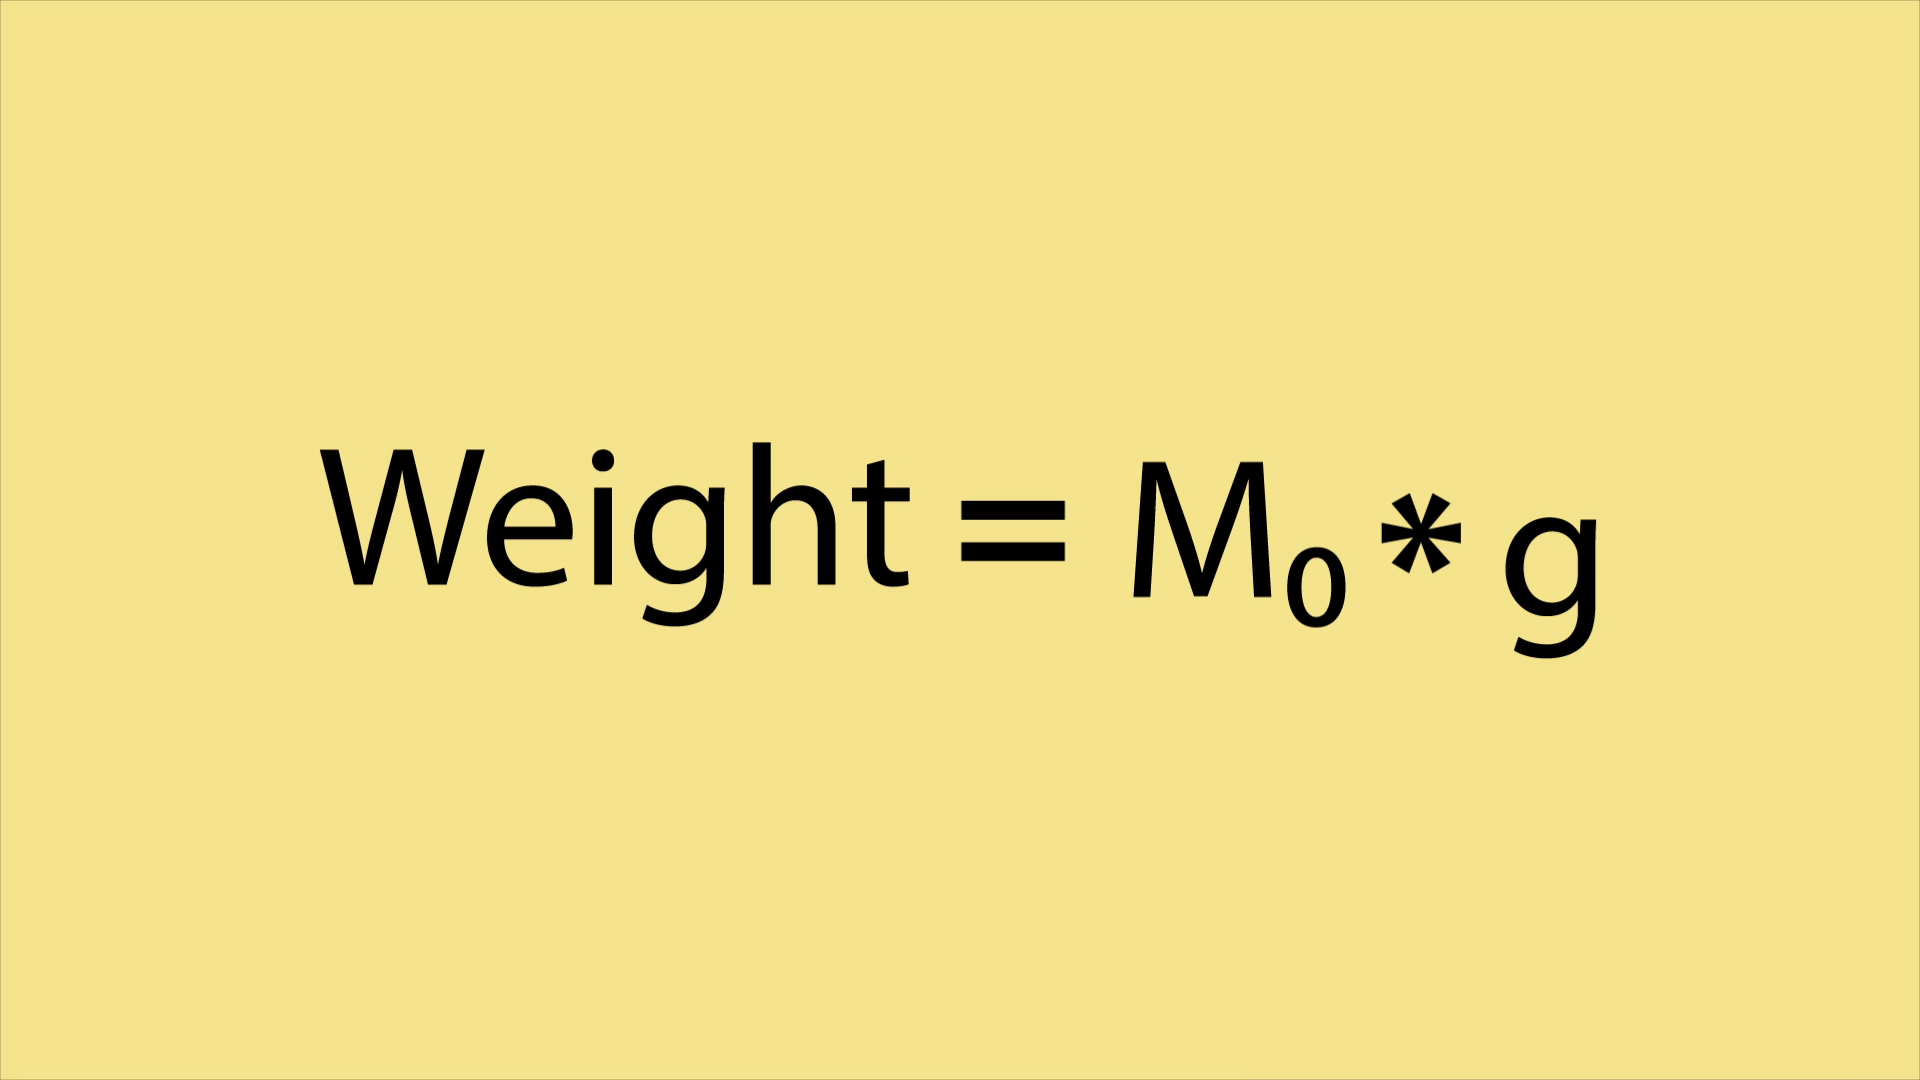 Weight = M₀ * g